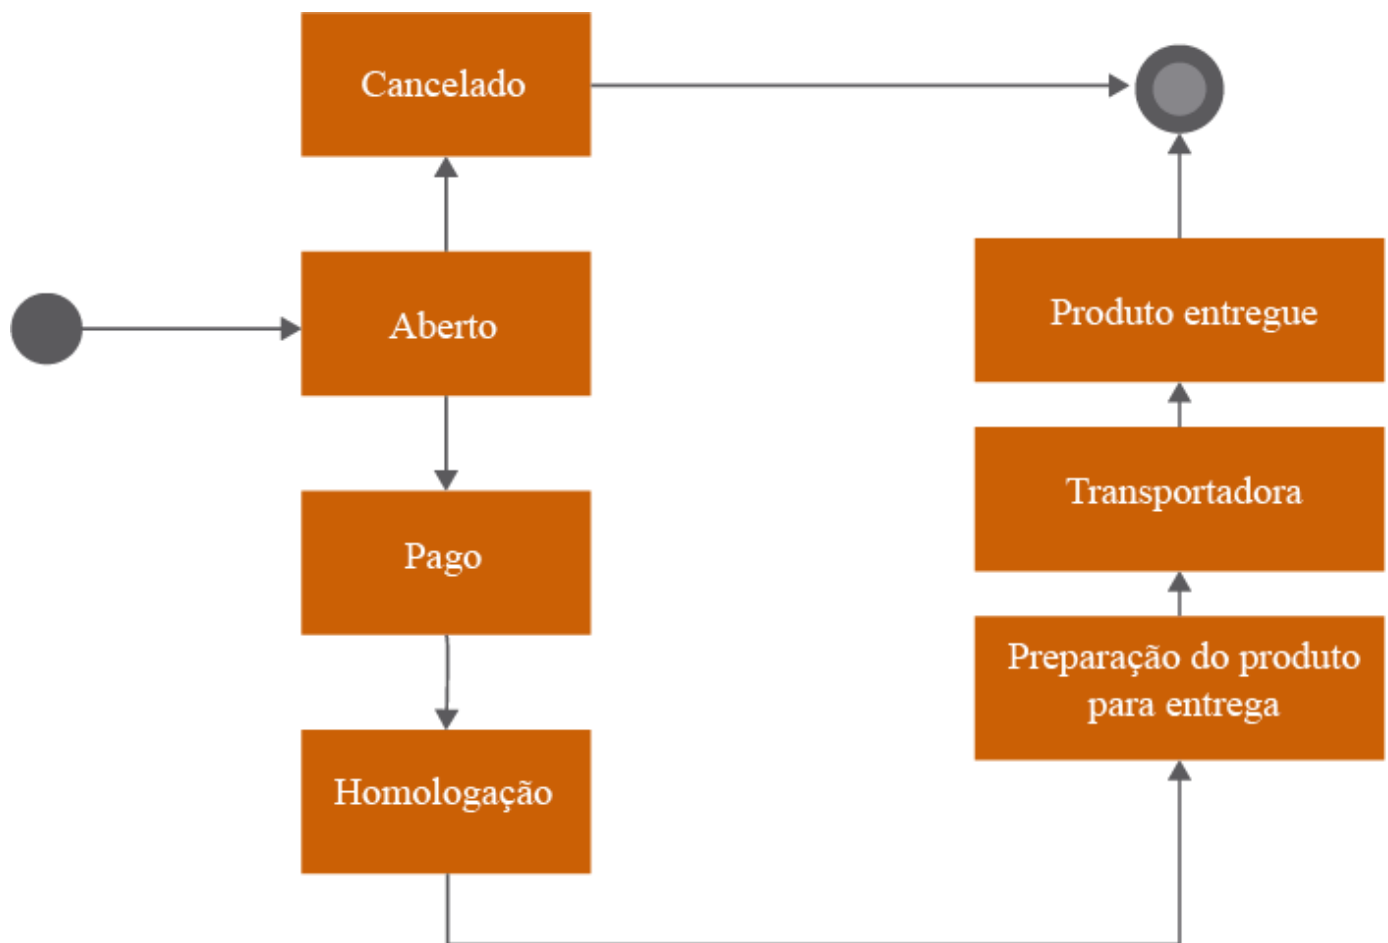 Cancelado
Aberto
Pago
Homologação
Preparação do produto
para entrega
Transportadora
Produto entregue